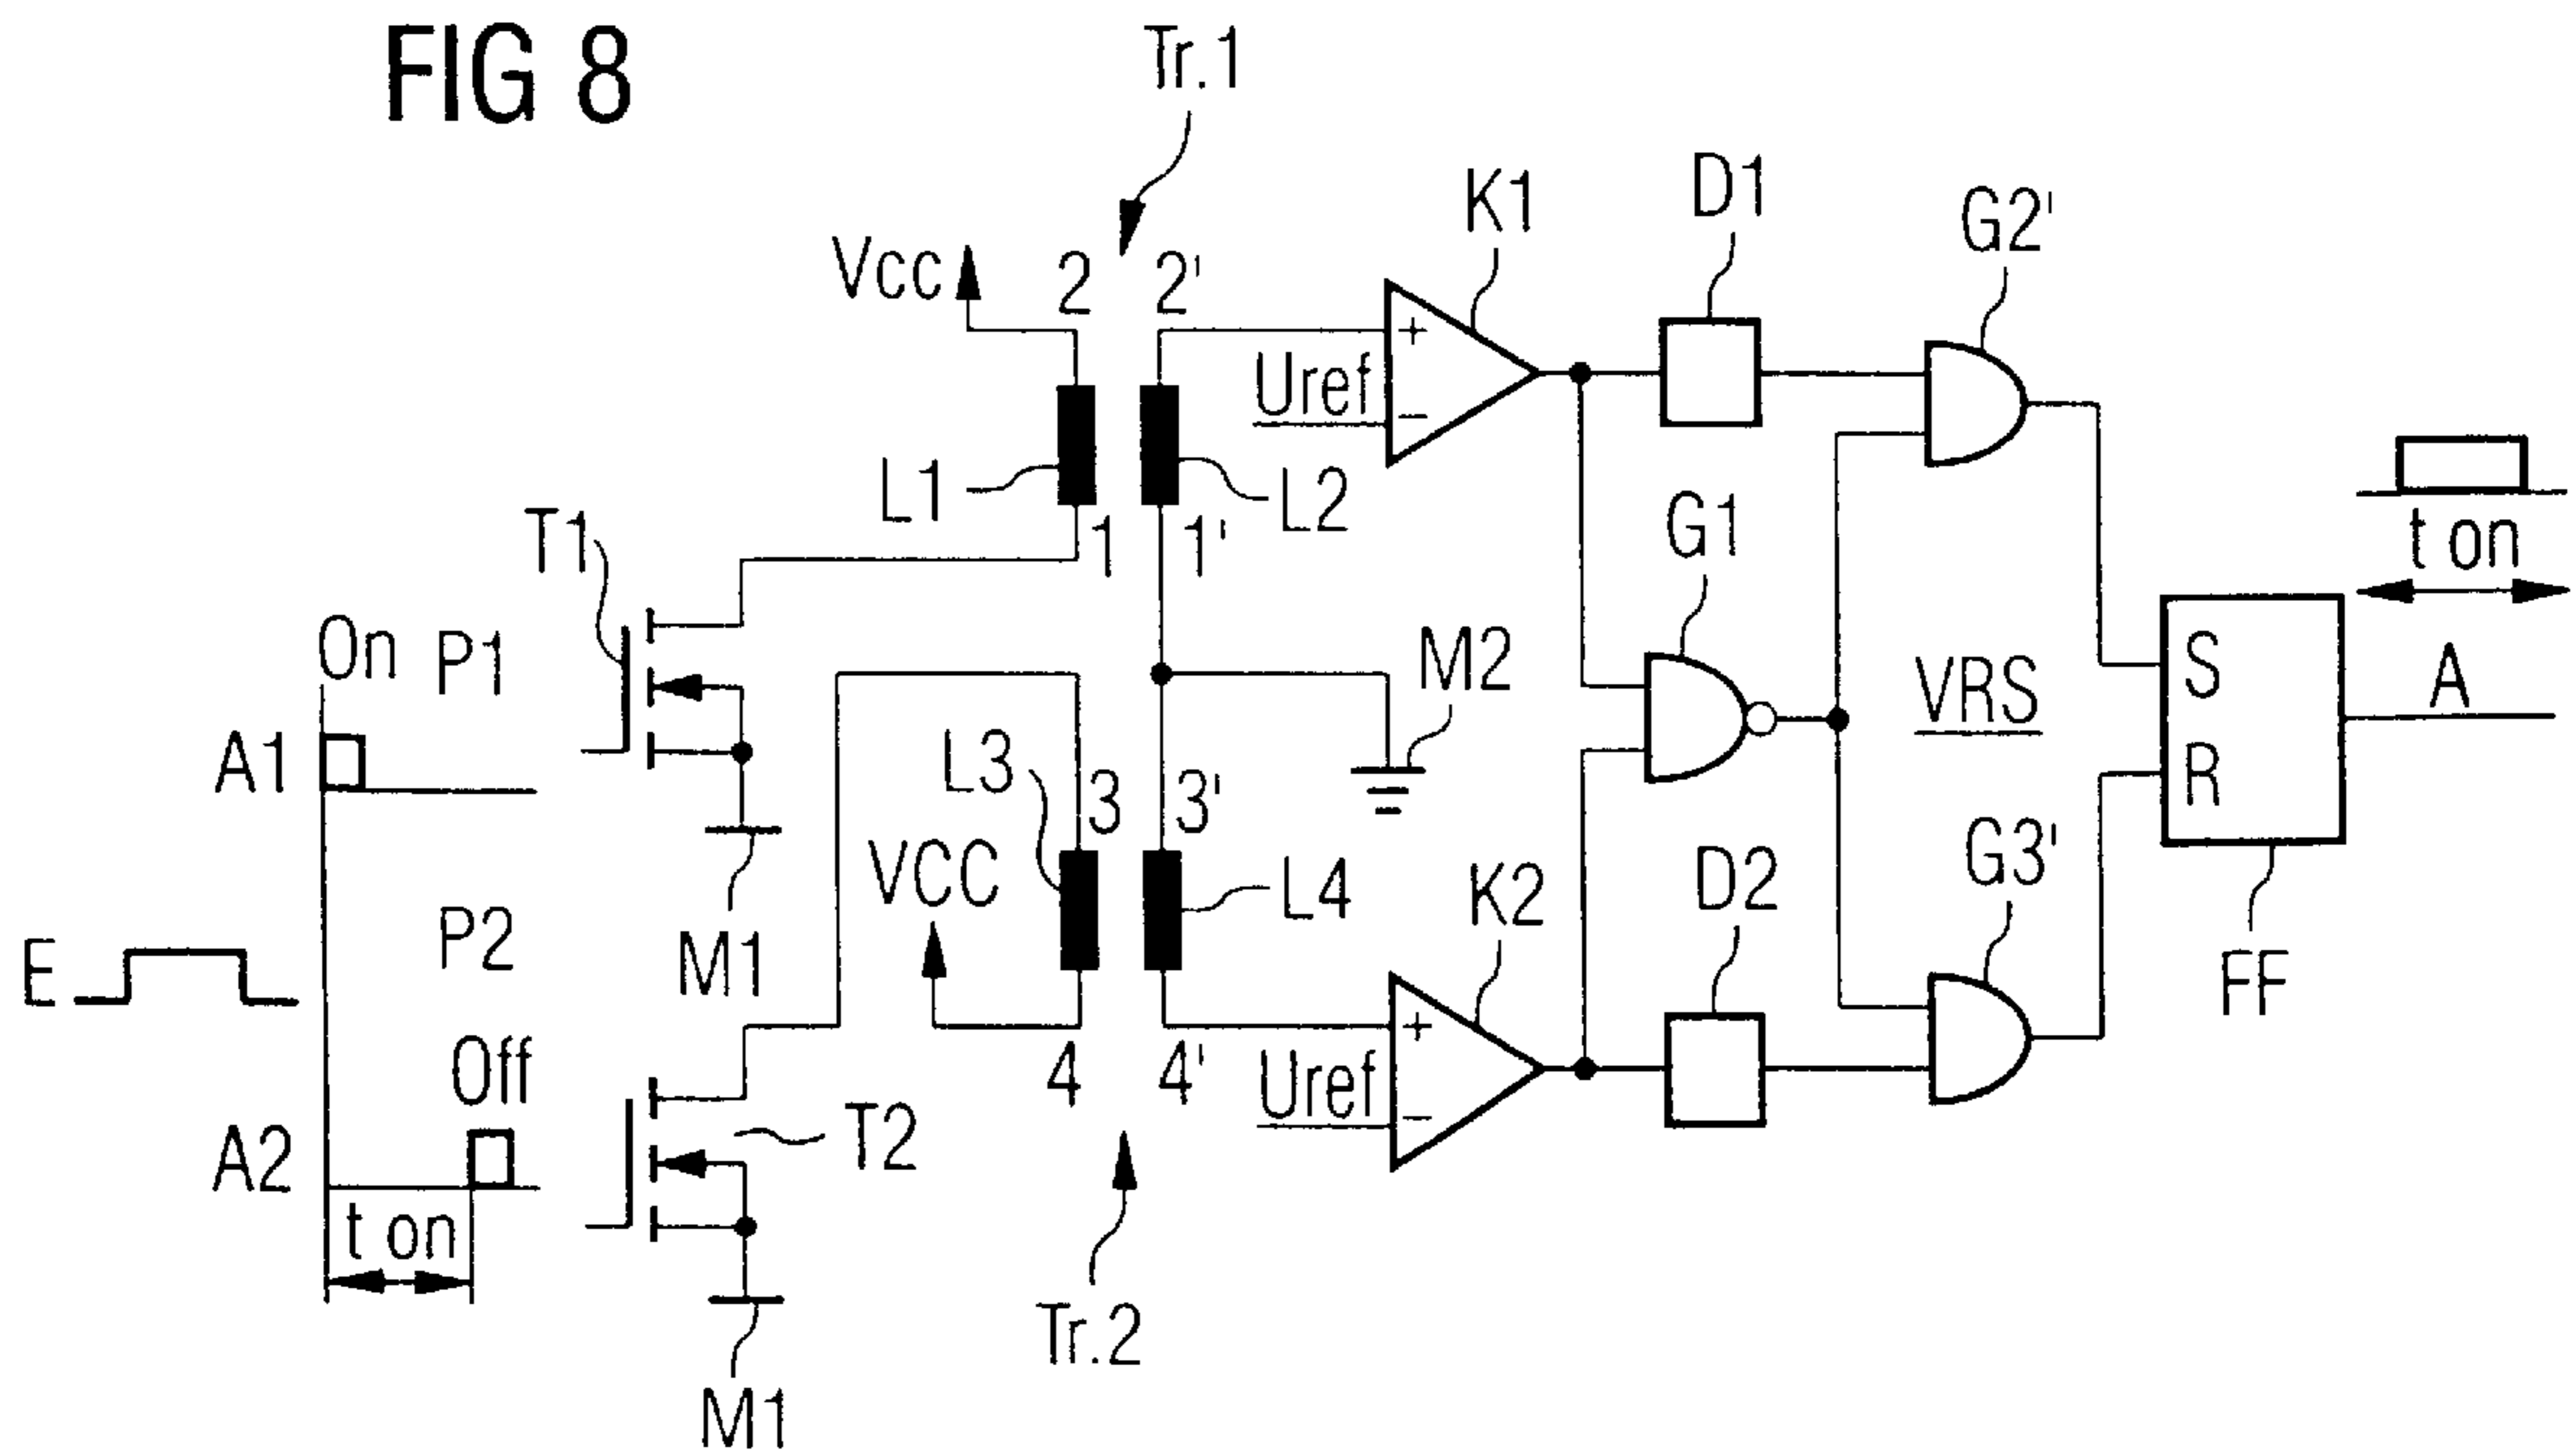 FIG 8
Tr.1
K1
D1
G2'
Vcc
2
2'
+
Uref
−
L1
L2
1
1'
G1
t on
T1
On
P1
M2
VRS
S
A
R
A1
L3
3
3'
VCC
L4
K2
D2
G3'
FF
M1
P2
E
Off
4
4'
+
Uref
−
A2
T2
t on
Tr.2
M1